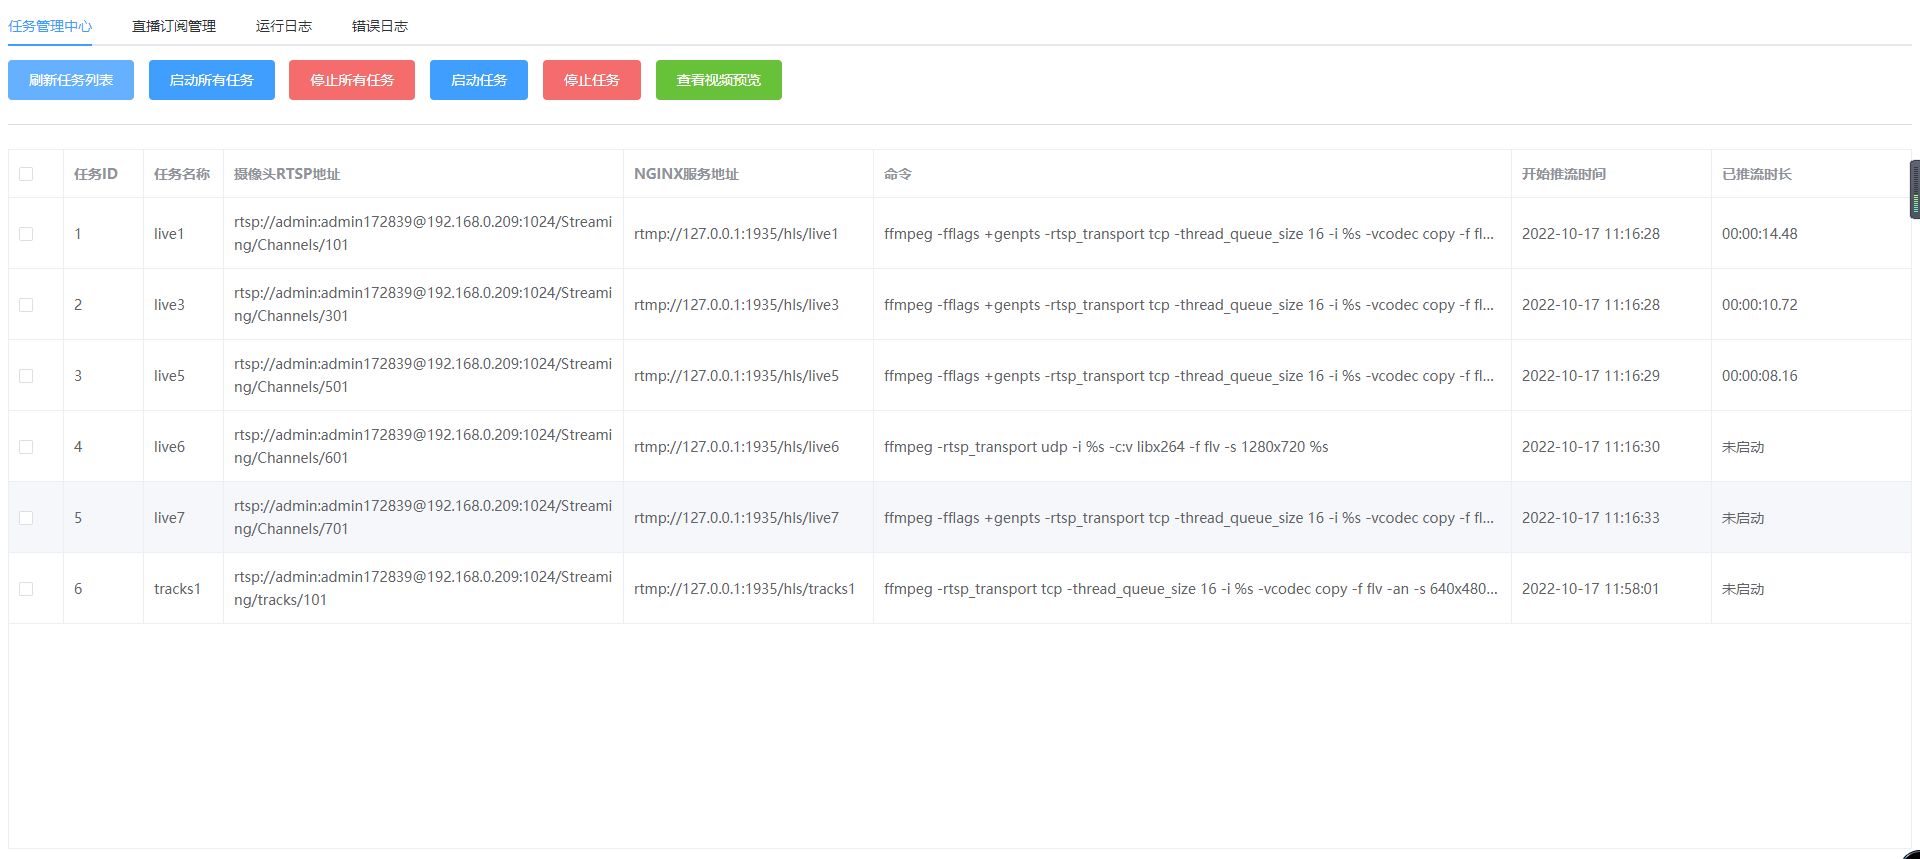 任务管理中心 直播订阅管理 运行日志 错误日志
刷新任务列表 启动所有任务 停止所有任务 启动任务 停止任务 查看视频预览
任务ID 任务名称 摄像头RTSP地址 NGINX服务地址 命令 开始推流时间 已推流时长
1 live1 rtsp://admin:admin172839@192.168.0.209:1024/Streami
ng/Channels/101 rtmp://127.0.0.1:1935/hls/live1 ffmpeg -fflags +genpts -rtsp_transport tcp -thread_queue_size 16 -i %s -vcodec copy -f fl... 2022-10-17 11:16:28 00:00:14.48
2 live3 rtsp://admin:admin172839@192.168.0.209:1024/Streami
ng/Channels/301 rtmp://127.0.0.1:1935/hls/live3 ffmpeg -fflags +genpts -rtsp_transport tcp -thread_queue_size 16 -i %s -vcodec copy -f fl... 2022-10-17 11:16:28 00:00:10.72
3 live5 rtsp://admin:admin172839@192.168.0.209:1024/Streami
ng/Channels/501 rtmp://127.0.0.1:1935/hls/live5 ffmpeg -fflags +genpts -rtsp_transport tcp -thread_queue_size 16 -i %s -vcodec copy -f fl... 2022-10-17 11:16:29 00:00:08.16
4 live6 rtsp://admin:admin172839@192.168.0.209:1024/Streami
ng/Channels/601 rtmp://127.0.0.1:1935/hls/live6 ffmpeg -rtsp_transport udp -i %s -c:v libx264 -f flv -s 1280x720 %s 2022-10-17 11:16:30 未启动
5 live7 rtsp://admin:admin172839@192.168.0.209:1024/Streami
ng/Channels/701 rtmp://127.0.0.1:1935/hls/live7 ffmpeg -fflags +genpts -rtsp_transport tcp -thread_queue_size 16 -i %s -vcodec copy -f fl... 2022-10-17 11:16:33 未启动
6 tracks1 rtsp://admin:admin172839@192.168.0.209:1024/Streami
ng/tracks/101 rtmp://127.0.0.1:1935/hls/tracks1 ffmpeg -rtsp_transport tcp -thread_queue_size 16 -i %s -vcodec copy -f flv -an -s 640x480... 2022-10-17 11:58:01 未启动